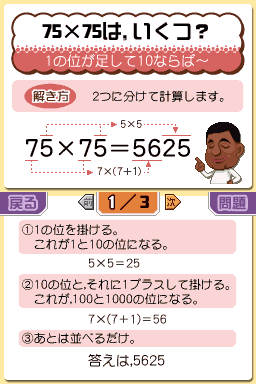 75×75は,いくつ?
1の位が足して10ならば〜
解き方 2つに分けて計算します。
5×5
75×75=5625
7×(7+1)
戻る 前 1/3 次 問題
①1の位を掛ける。
これが1と10の位になる。
5×5=25
②10の位と,それに1プラスして掛ける。
これが,100と1000の位になる。
7×(7+1)=56
③あとは並べるだけ。
答えは,5625